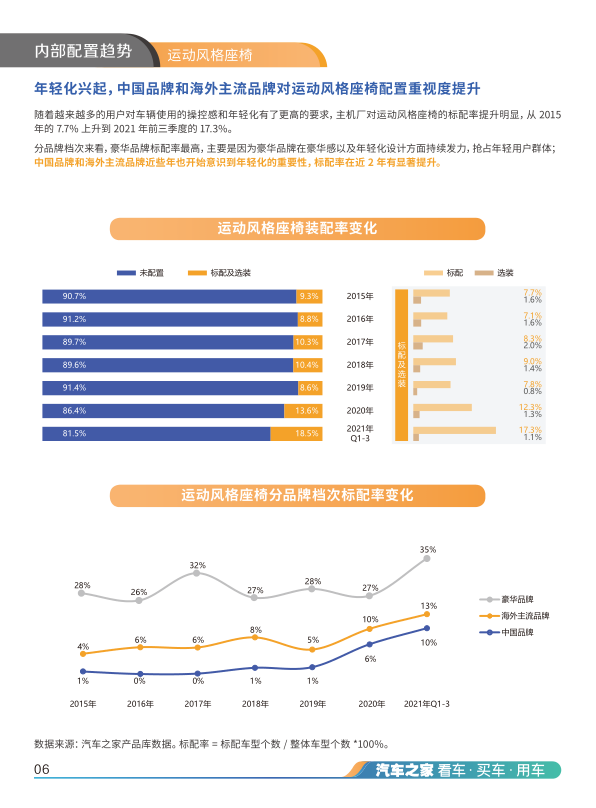 内部配置趋势
运动风格座椅
年轻化兴起，中国品牌和海外主流品牌对运动风格座椅配置重视度提升
随着越来越多的用户对车辆使用的操控感和年轻化有了更高的要求，主机厂对运动风格座椅的标配率提升明显，从 2015
年的 7.7% 上升到 2021 年前三季度的 17.3%。
分品牌档次来看，豪华品牌标配率最高，主要是因为豪华品牌在豪华感以及年轻化设计方面持续发力，抢占年轻用户群体；
中国品牌和海外主流品牌近些年也开始意识到年轻化的重要性，标配率在近 2 年有显著提升。
运动风格座椅装配率变化
未配置 标配及选装
标配 选装
90.7% 9.3% 2015年 7.7%
1.6%
91.2% 8.8% 2016年 7.1%
1.6%
89.7% 10.3% 2017年 8.3%
2.0%
89.6% 10.4% 2018年 9.0%
1.4%
91.4% 8.6% 2019年 7.8%
0.8%
86.4% 13.6% 2020年 12.3%
1.3%
81.5% 18.5% 2021年 17.3%
Q1-3 1.1%
标配及选装
运动风格座椅分品牌档次标配率变化
28% 26% 32% 27% 28% 27% 35%
4% 6% 6% 8% 5% 10% 13%
1% 0% 0% 1% 1% 6% 10%
豪华品牌
海外主流品牌
中国品牌
2015年 2016年 2017年 2018年 2019年 2020年 2021年Q1-3
数据来源：汽车之家产品库数据。标配率 = 标配车型个数 / 整体车型个数 *100%。
06
汽车之家 看车 · 买车 · 用车